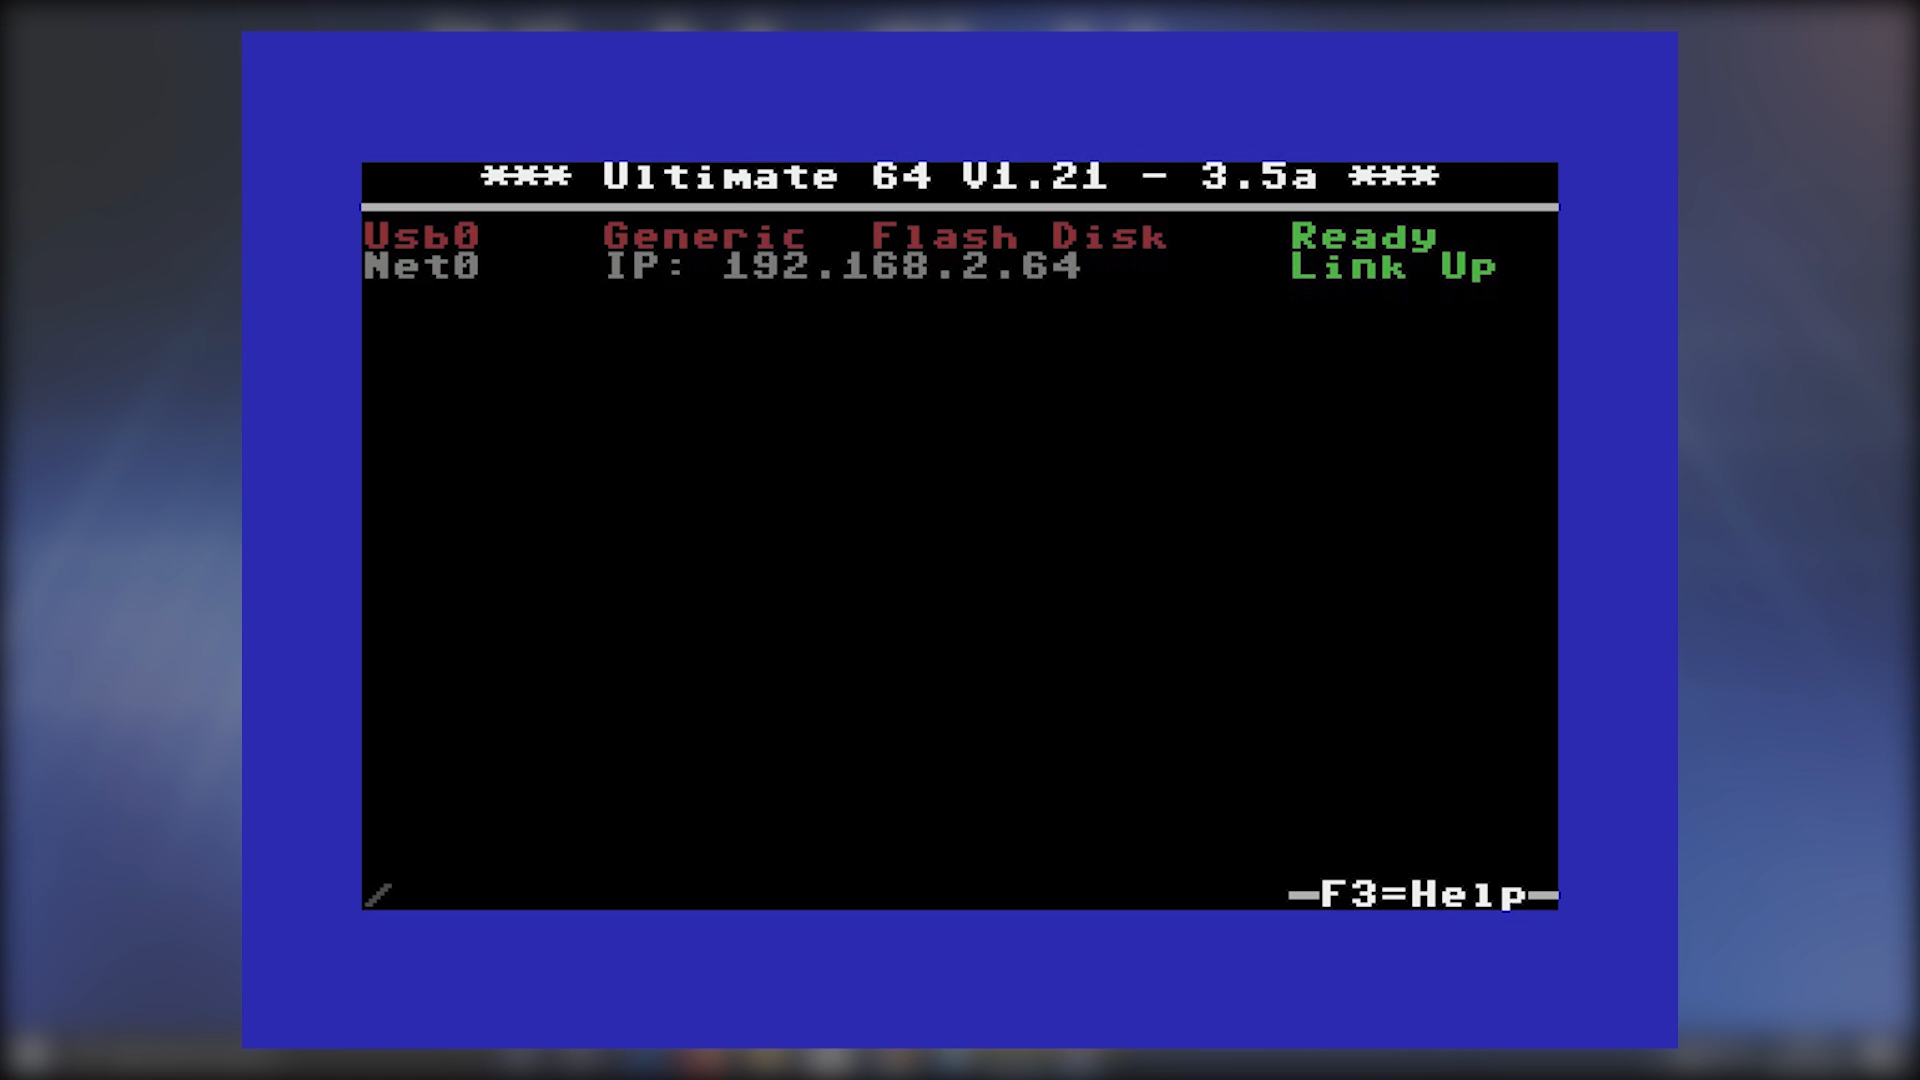 *** Ultimate 64 V1.21 - 3.5a ***
Usb0 Generic Flash Disk Ready
Net0 IP: 192.168.2.64 Link Up
/ F3=Help